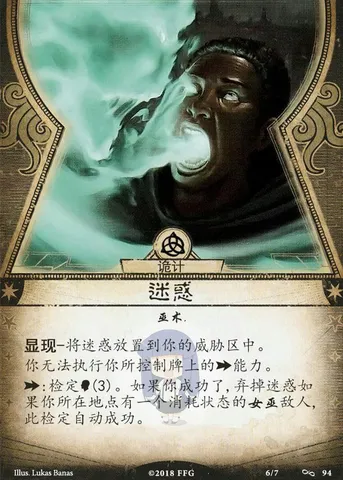 诡计
迷惑
巫术.
显现-将迷惑放置到你的威胁区中。
你无法执行你所控制牌上的能力。
:检定(3)。如果你成功了,弃掉迷惑如
果你所在地点有一个消耗状态的女巫敌人,
此检定自动成功。
Illus. Lukas Banas
©2018 FFG
6/7
94